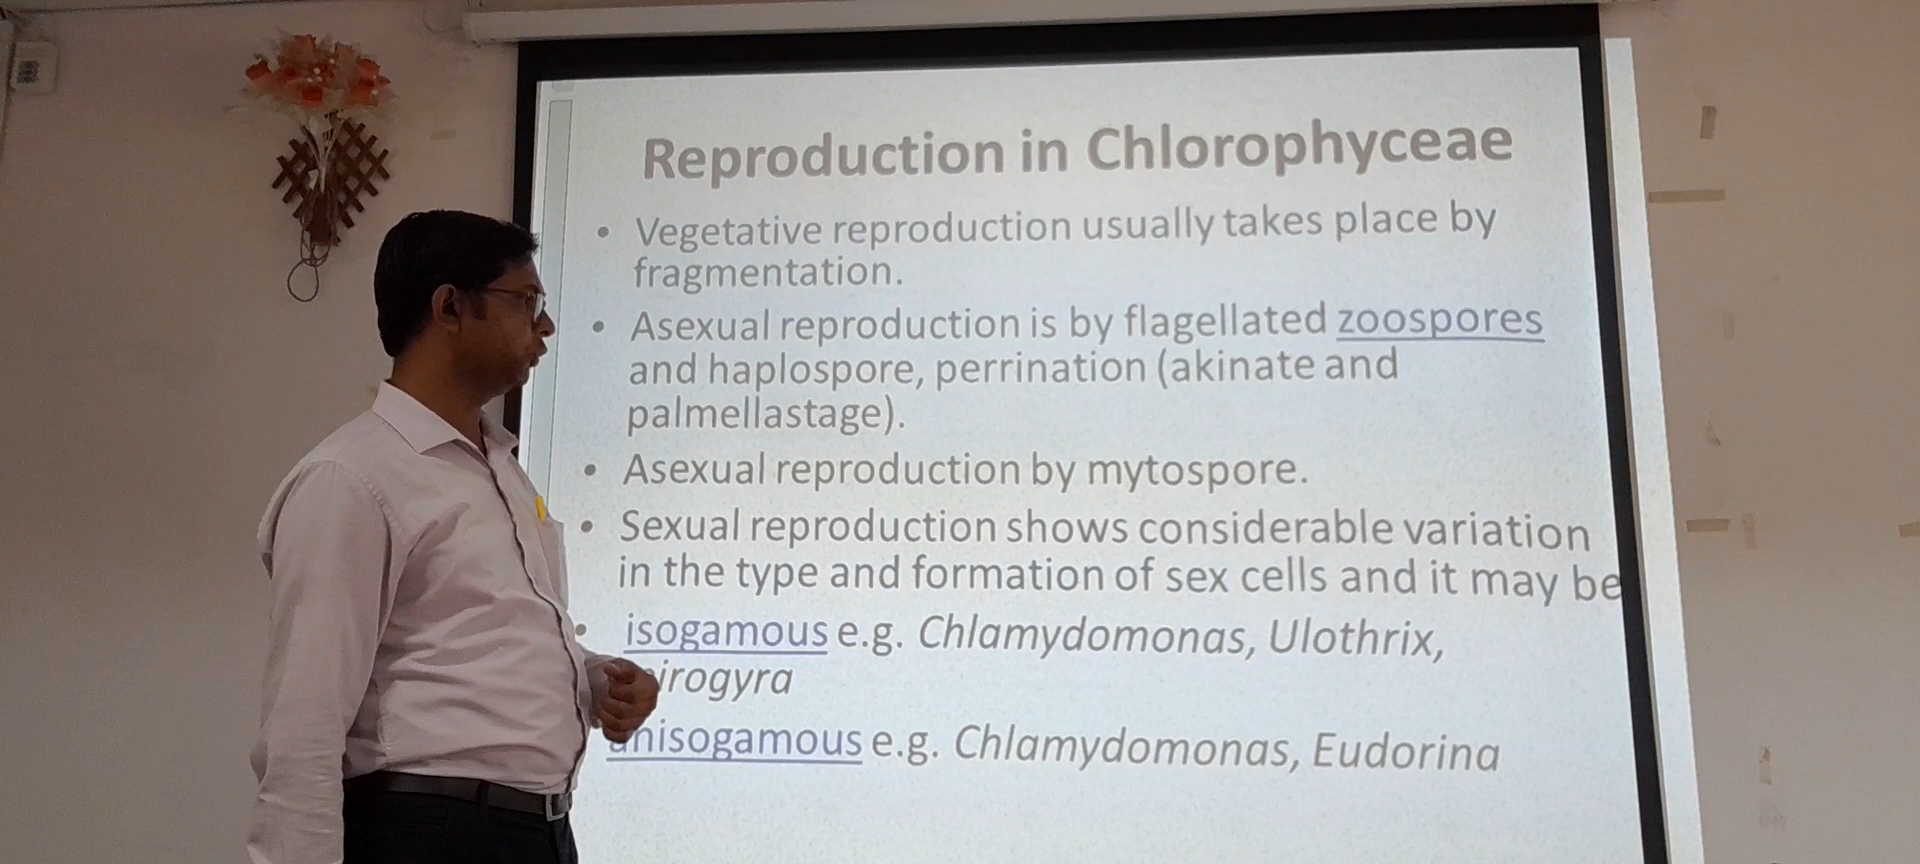 Reproduction in Chlorophyceae
• Vegetative reproduction usually takes place by
fragmentation.
• Asexual reproduction is by flagellated zoospores
and haplospore, perrination (akinate and
palmellastage).
• Asexual reproduction by mytospore.
• Sexual reproduction shows considerable variation
in the type and formation of sex cells and it may be
• isogamous e.g. Chlamydomonas, Ulothrix,
irogyra
anisogamous e.g. Chlamydomonas, Eudorina